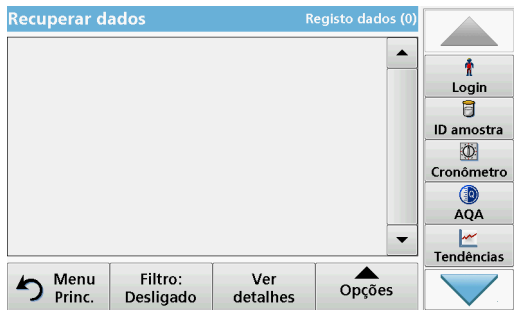 Recuperar dados
Registo dados (0)
Login
ID amostra
Cronômetro
AQA
Tendências
Menu
Princ.
Filtro:
Desligado
Ver
detalhes
Opções